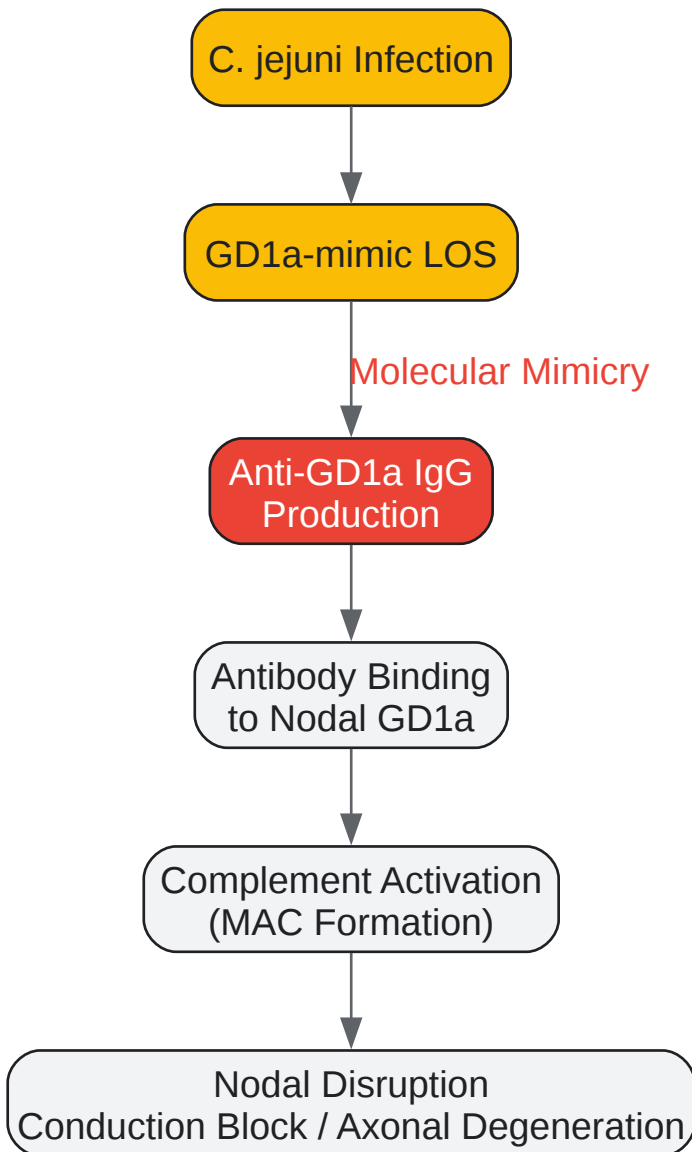 C. jejuni Infection
GD1a-mimic LOS
Molecular Mimicry
Anti-GD1a IgG
Production
Antibody Binding
to Nodal GD1a
Complement Activation
(MAC Formation)
Nodal Disruption
Conduction Block / Axonal Degeneration